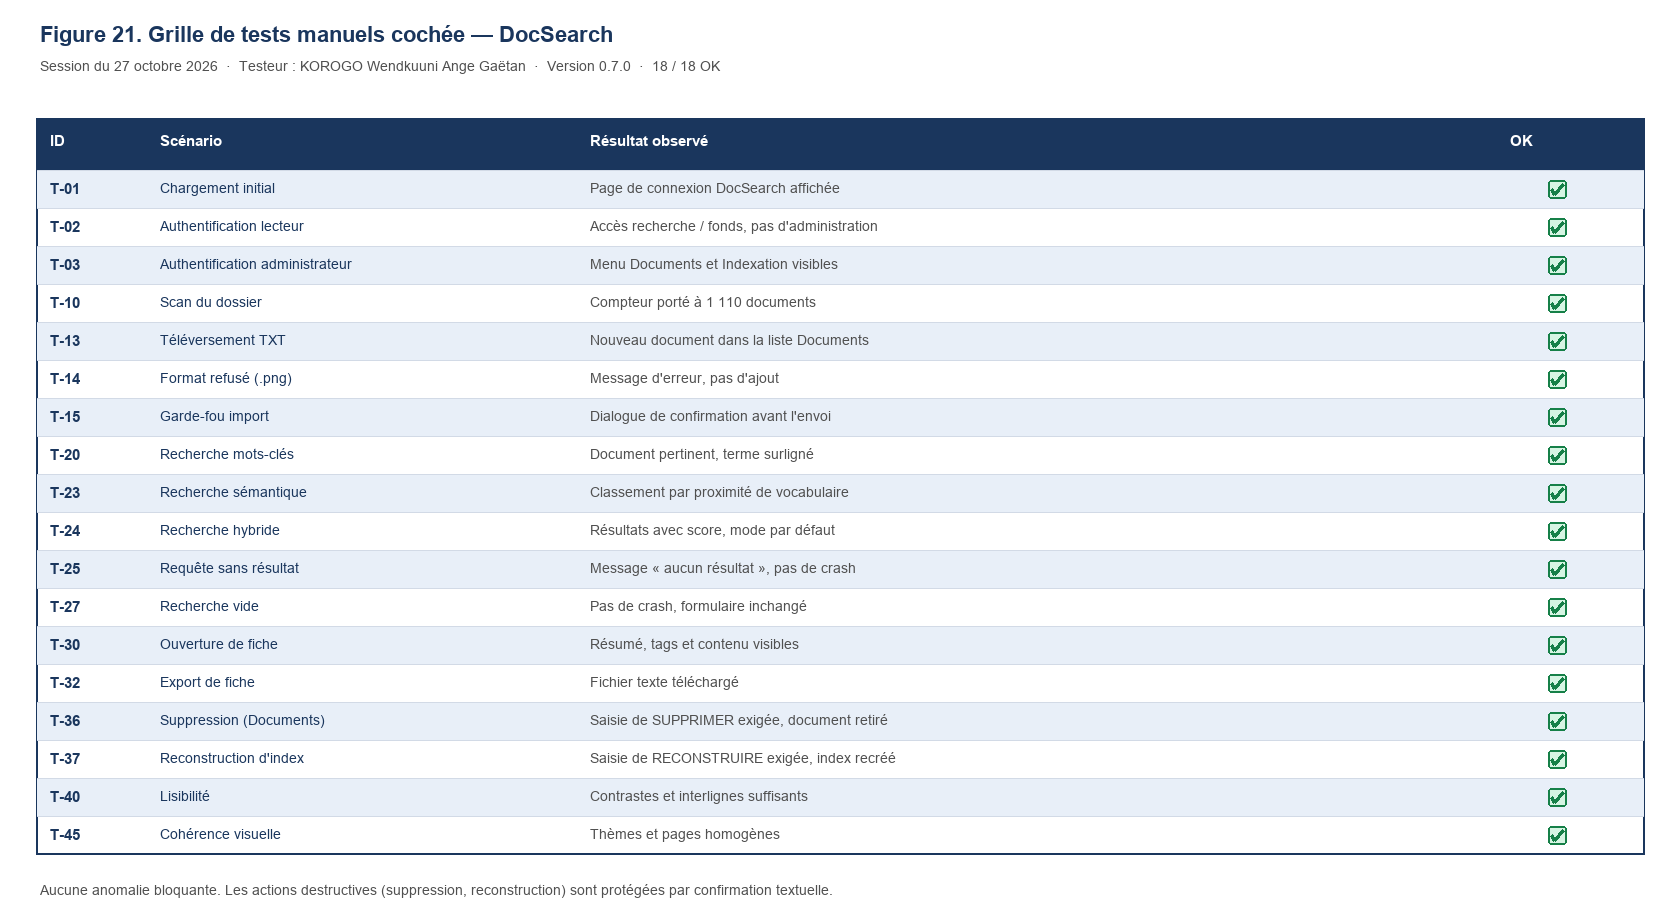 Figure 21. Grille de tests manuels cochée — DocSearch
Session du 27 octobre 2026 · Testeur : KOROGO Wendkuuni Ange Gaëtan · Version 0.7.0 · 18 / 18 OK
ID Scénario Résultat observé OK
T-01 Chargement initial Page de connexion DocSearch affichée
T-02 Authentification lecteur Accès recherche / fonds, pas d'administration
T-03 Authentification administrateur Menu Documents et Indexation visibles
T-10 Scan du dossier Compteur porté à 1 110 documents
T-13 Téléversement TXT Nouveau document dans la liste Documents
T-14 Format refusé (.png) Message d'erreur, pas d'ajout
T-15 Garde-fou import Dialogue de confirmation avant l'envoi
T-20 Recherche mots-clés Document pertinent, terme surligné
T-23 Recherche sémantique Classement par proximité de vocabulaire
T-24 Recherche hybride Résultats avec score, mode par défaut
T-25 Requête sans résultat Message « aucun résultat », pas de crash
T-27 Recherche vide Pas de crash, formulaire inchangé
T-30 Ouverture de fiche Résumé, tags et contenu visibles
T-32 Export de fiche Fichier texte téléchargé
T-36 Suppression (Documents) Saisie de SUPPRIMER exigée, document retiré
T-37 Reconstruction d'index Saisie de RECONSTRUIRE exigée, index recréé
T-40 Lisibilité Contrastes et interlignes suffisants
T-45 Cohérence visuelle Thèmes et pages homogènes
Aucune anomalie bloquante. Les actions destructives (suppression, reconstruction) sont protégées par confirmation textuelle.